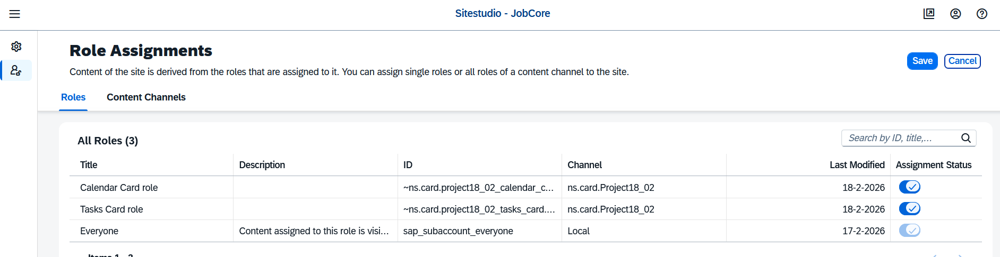 Sitestudio - JobCore
Role Assignments
Save
Cancel
Content of the site is derived from the roles that are assigned to it. You can assign single roles or all roles of a content channel to the site.
Roles
Content Channels
All Roles (3)
Search by ID, title,...
Title Description ID Channel Last Modified Assignment Status
Calendar Card role ~ns.card.project18_02_calendar_c... ns.card.Project18_02 18-2-2026
Tasks Card role ~ns.card.project18_02_tasks_card.... ns.card.Project18_02 18-2-2026
Everyone Content assigned to this role is visi... sap_subaccount_everyone Local 17-2-2026
Items 1 - 3